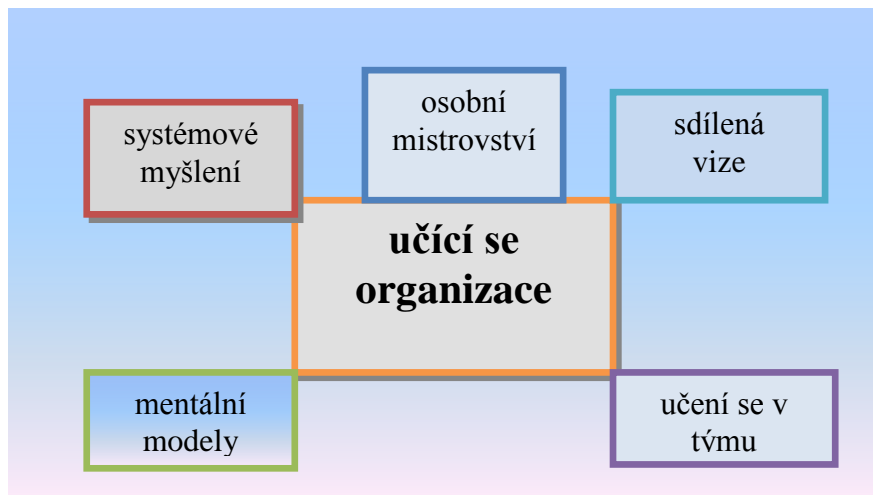 systémové
myšlení
osobní
mistrovství
sdílená
vize
učící se
organizace
mentální
modely
učení se v
týmu